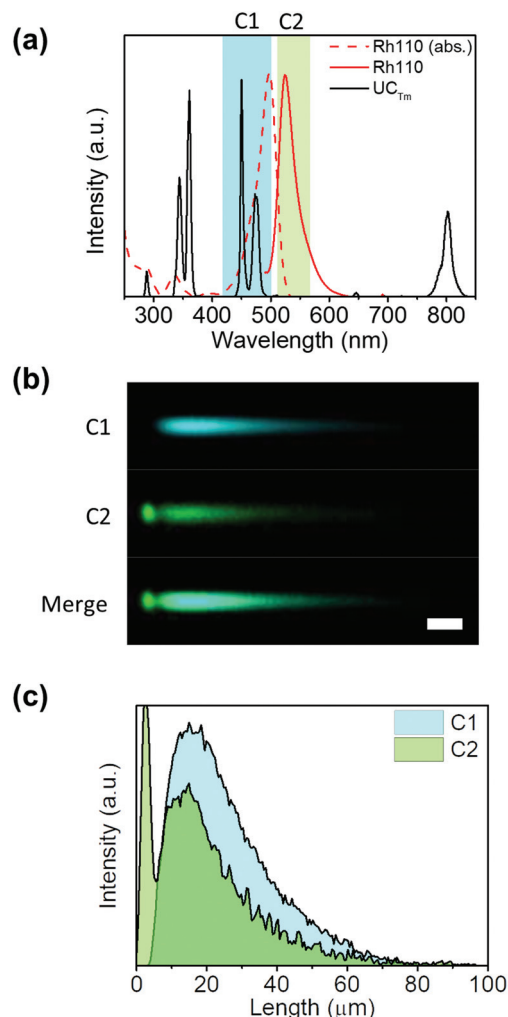 (a)
C1 C2
Rh110 (abs.)
Rh110
UC_Tm
Intensity (a.u.)
300 400 500 600 700 800
Wavelength (nm)
(b)
C1
C2
Merge
(c)
C1
C2
Intensity (a.u.)
0 20 40 60 80 100
Length (μm)